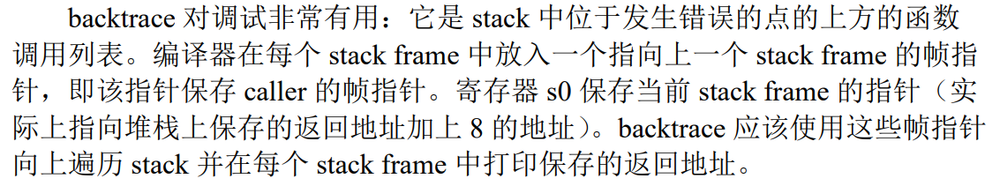 backtrace 对调试非常有用：它是 stack 中位于发生错误的点的上方的函数
调用列表。编译器在每个 stack frame 中放入一个指向上一个 stack frame 的帧指
针，即该指针保存 caller 的帧指针。寄存器 s0 保存当前 stack frame 的指针（实
际上指向堆栈上保存的返回地址加上 8 的地址）。backtrace 应该使用这些帧指针
向上遍历 stack 并在每个 stack frame 中打印保存的返回地址。